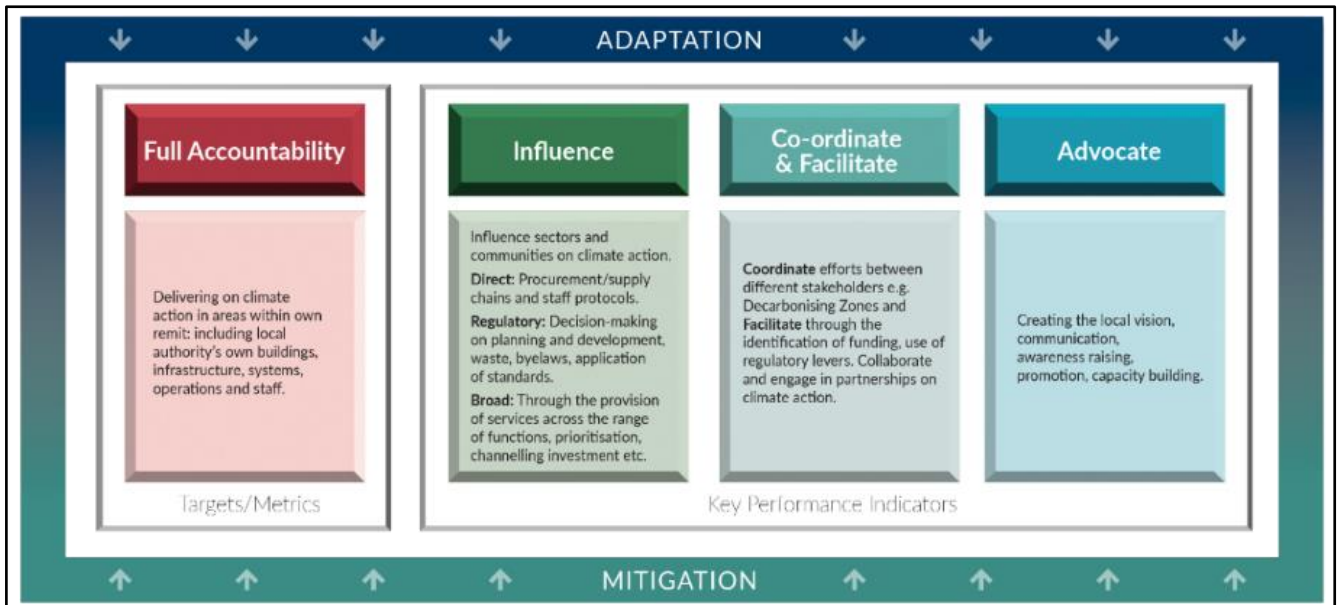 ADAPTATION
Full Accountability
Delivering on climate
action in areas within own
remit: including local
authority's own buildings,
infrastructure, systems,
operations and staff.
Targets/Metrics
Influence
Influence sectors and
communities on climate action.
Direct: Procurement/supply
chains and staff protocols.
Regulatory: Decision-making
on planning and development,
waste, byelaws, application
of standards.
Broad: Through the provision
of services across the range
of functions, prioritisation,
channelling investment etc.
Co-ordinate
& Facilitate
Coordinate efforts between
different stakeholders e.g.
Decarbonising Zones and
Facilitate through the
identification of funding, use of
regulatory levers. Collaborate
and engage in partnerships on
climate action.
Advocate
Creating the local vision,
communication,
awareness raising,
promotion, capacity building.
Key Performance Indicators
MITIGATION